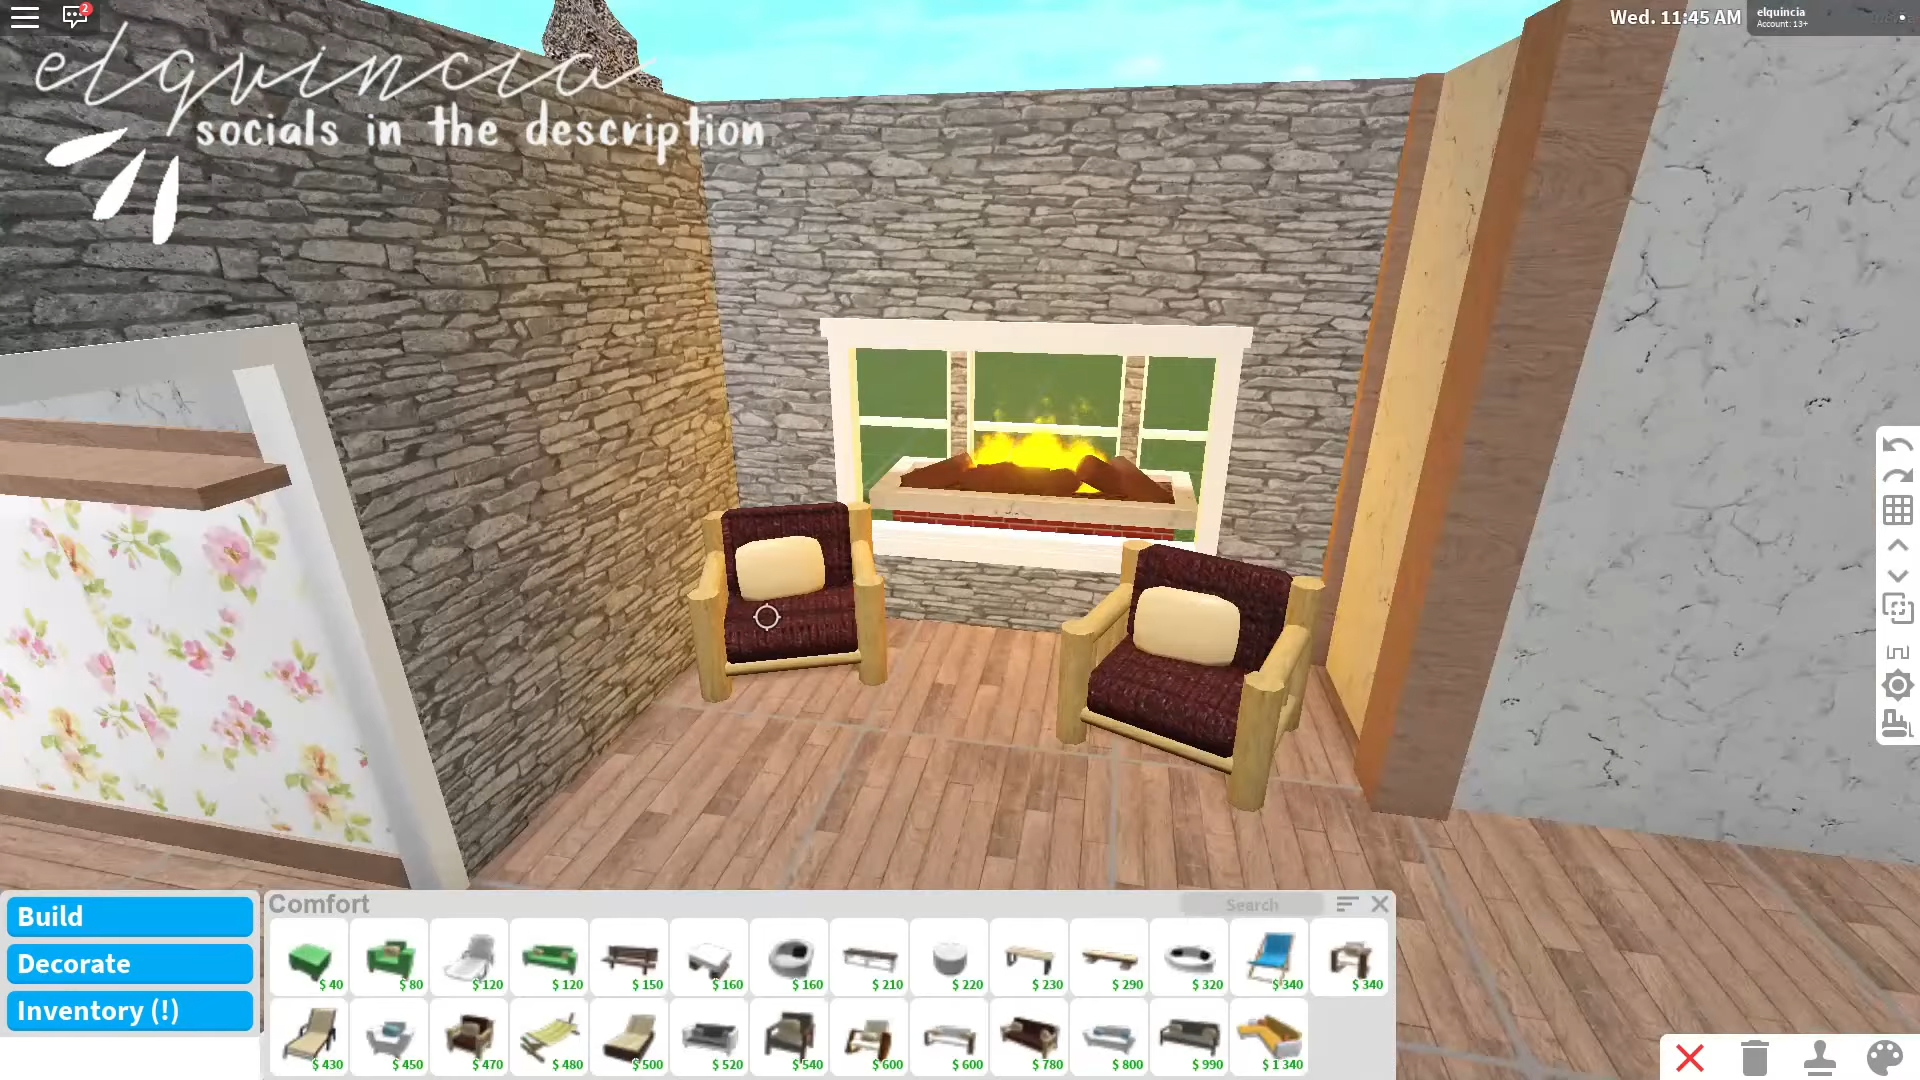 2
Wed. 11:45 AM
elquincia
Account: 13+
elquincia
socials in the description
Build
Decorate
Inventory (!)
Comfort
Search
$ 40
$ 80
$ 120
$ 120
$ 150
$ 160
$ 160
$ 210
$ 220
$ 230
$ 290
$ 320
$ 340
$ 340
$ 430
$ 450
$ 470
$ 480
$ 500
$ 520
$ 540
$ 600
$ 600
$ 780
$ 800
$ 990
$ 1 340